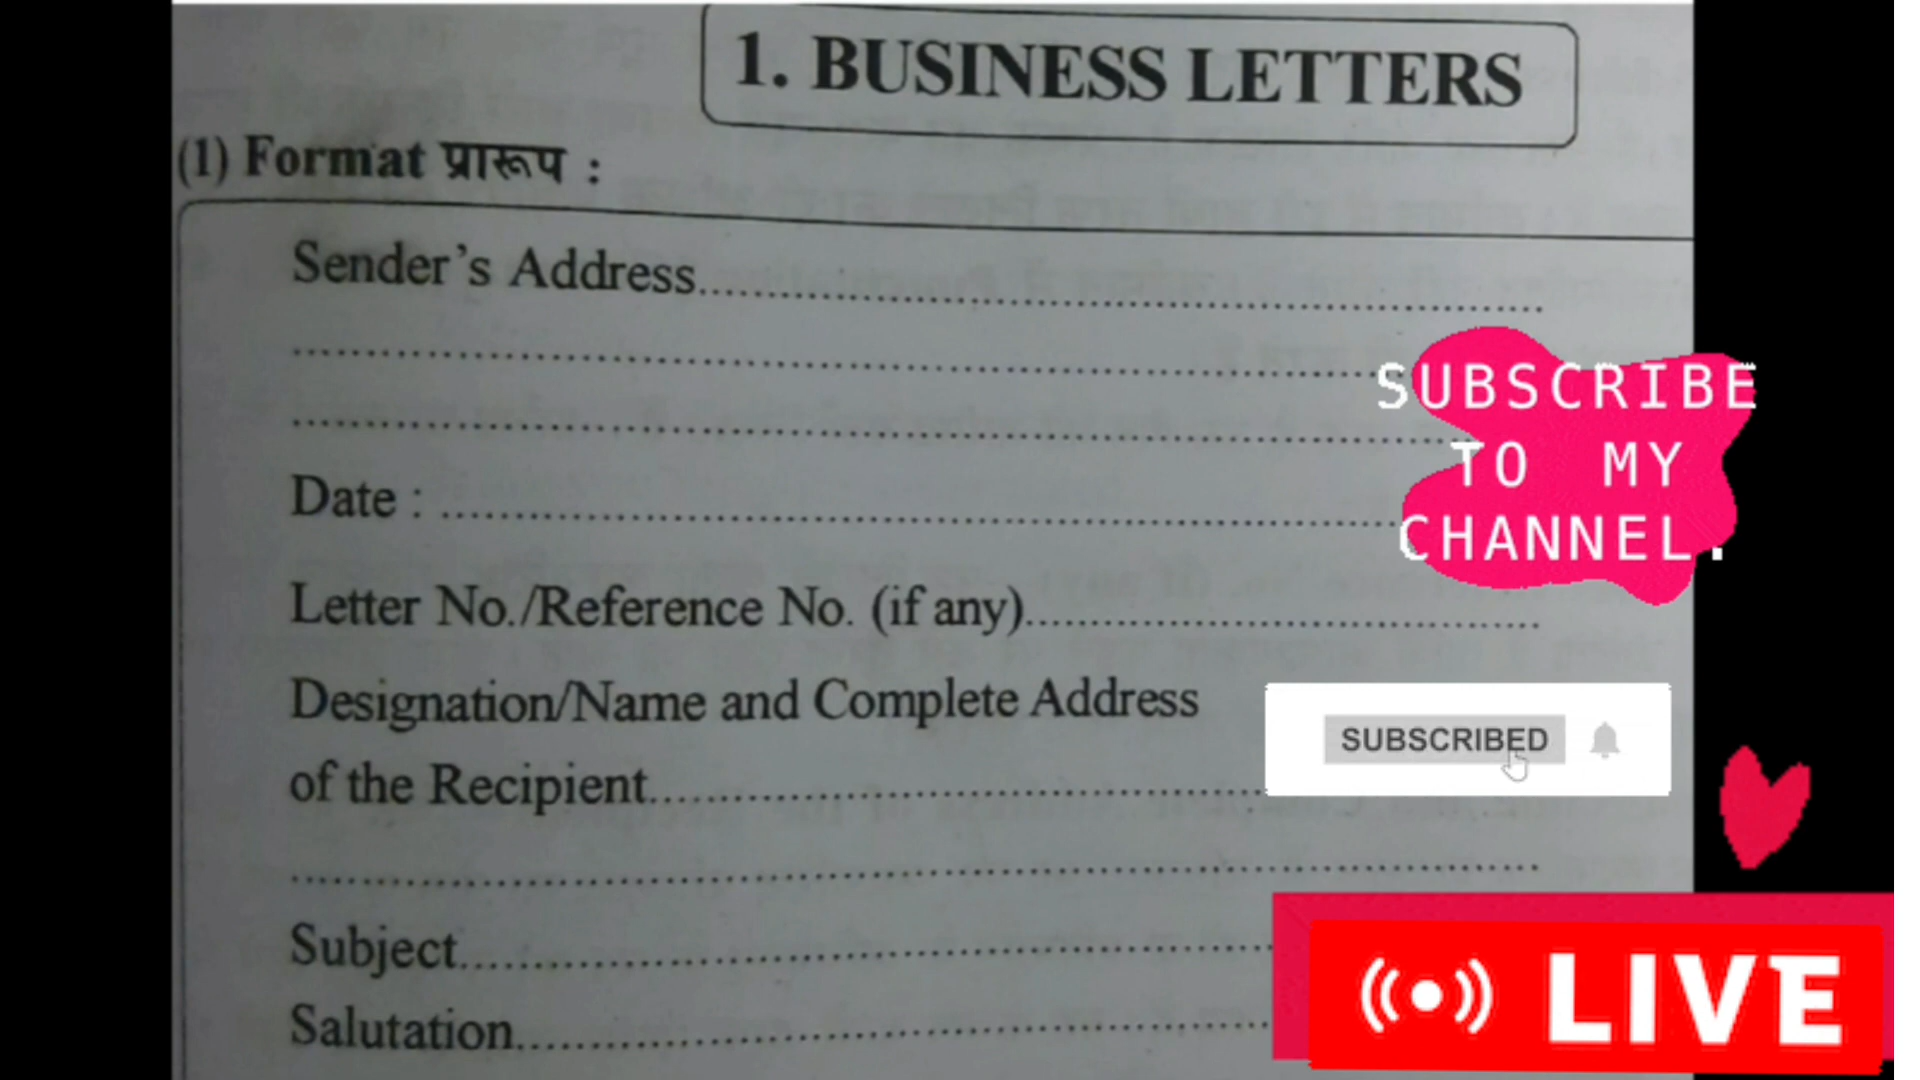 1. BUSINESS LETTERS
(1) Format प्रारूप :
Sender's Address..............................
..............................
..............................
Date : ..............................
Letter No./Reference No. (if any)..............................
Designation/Name and Complete Address
of the Recipient..............................
..............................
Subject..............................
Salutation..............................
SUBSCRIBE
TO MY
CHANNEL.
SUBSCRIBED
LIVE